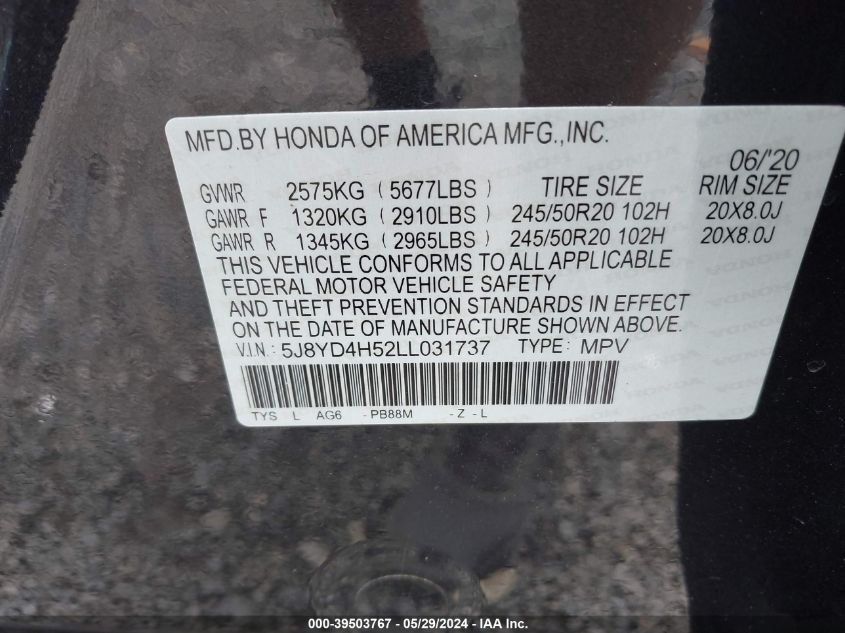 MFD.BY HONDA OF AMERICA MFG.,INC.
06/'20
GVWR 2575KG ( 5677LBS ) TIRE SIZE RIM SIZE
GAWR F 1320KG ( 2910LBS ) 245/50R20 102H 20X8.0J
GAWR R 1345KG ( 2965LBS ) 245/50R20 102H 20X8.0J
THIS VEHICLE CONFORMS TO ALL APPLICABLE
FEDERAL MOTOR VEHICLE SAFETY
AND THEFT PREVENTION STANDARDS IN EFFECT
ON THE DATE OF MANUFACTURE SHOWN ABOVE.
V.I.N.: 5J8YD4H52LL031737 TYPE: MPV
TYS L AG6 -PB88M -Z-L
000-39503767 - 05/29/2024 - IAA Inc.